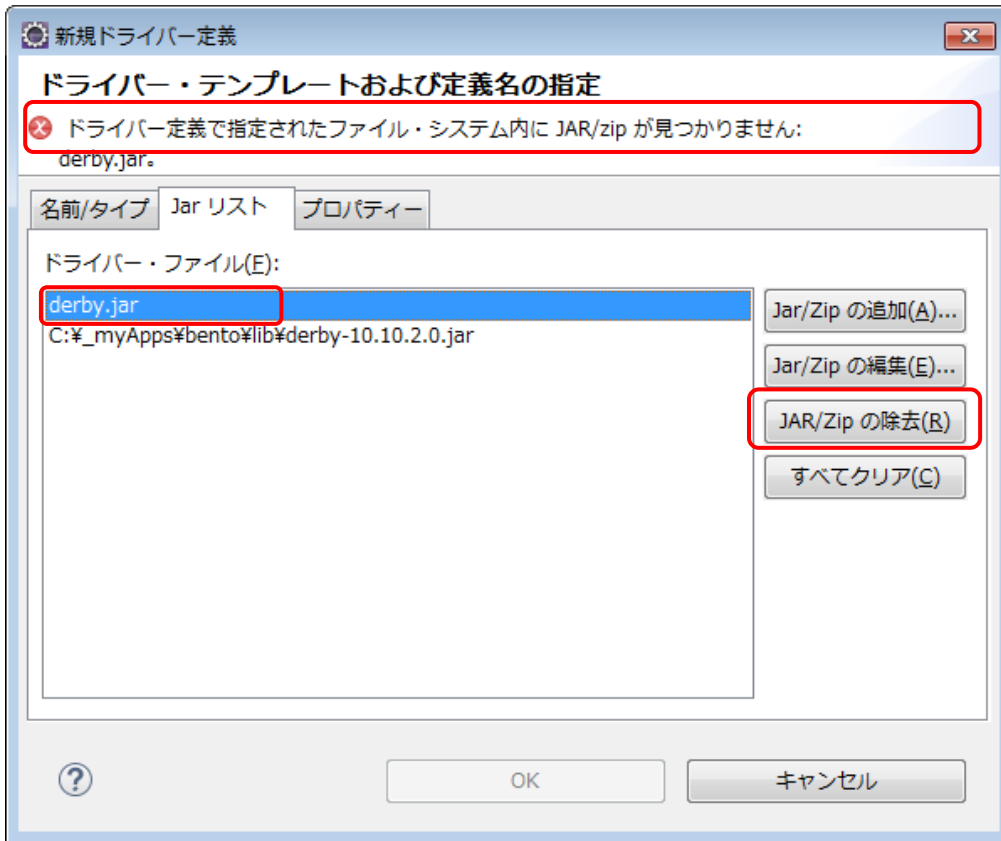 新規ドライバー定義
ドライバー・テンプレートおよび定義名の指定
ドライバー定義で指定されたファイル・システム内に JAR/zip が見つかりません:
derby.jar。
名前/タイプ Jar リスト プロパティー
ドライバー・ファイル(F):
derby.jar
C:¥_myApps¥bento¥lib¥derby-10.10.2.0.jar
Jar/Zip の追加(A)...
Jar/Zip の編集(E)...
JAR/Zip の除去(R)
すべてクリア(C)
OK キャンセル